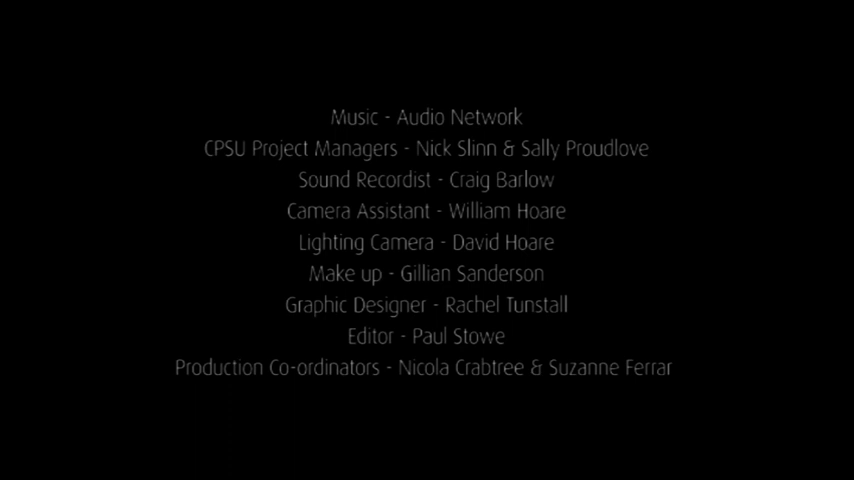 Music - Audio Network
CPSU Project Managers - Nick Slinn & Sally Proudlove
Sound Recordist - Craig Barlow
Camera Assistant - William Hoare
Lighting Camera - David Hoare
Make up - Gillian Sanderson
Graphic Designer - Rachel Tunstall
Editor - Paul Stowe
Production Co-ordinators - Nicola Crabtree & Suzanne Ferrar